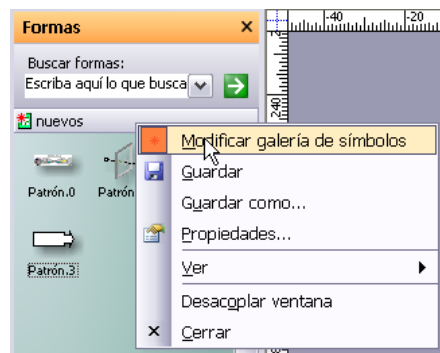 Formas
-40
-20
Buscar formas:
Escriba aquí lo que busca
240
nuevos
Modificar galería de símbolos
Guardar
Guardar como...
Propiedades...
Ver
Desacoplar ventana
Cerrar
Patrón.0
Patrón
Patrón.3